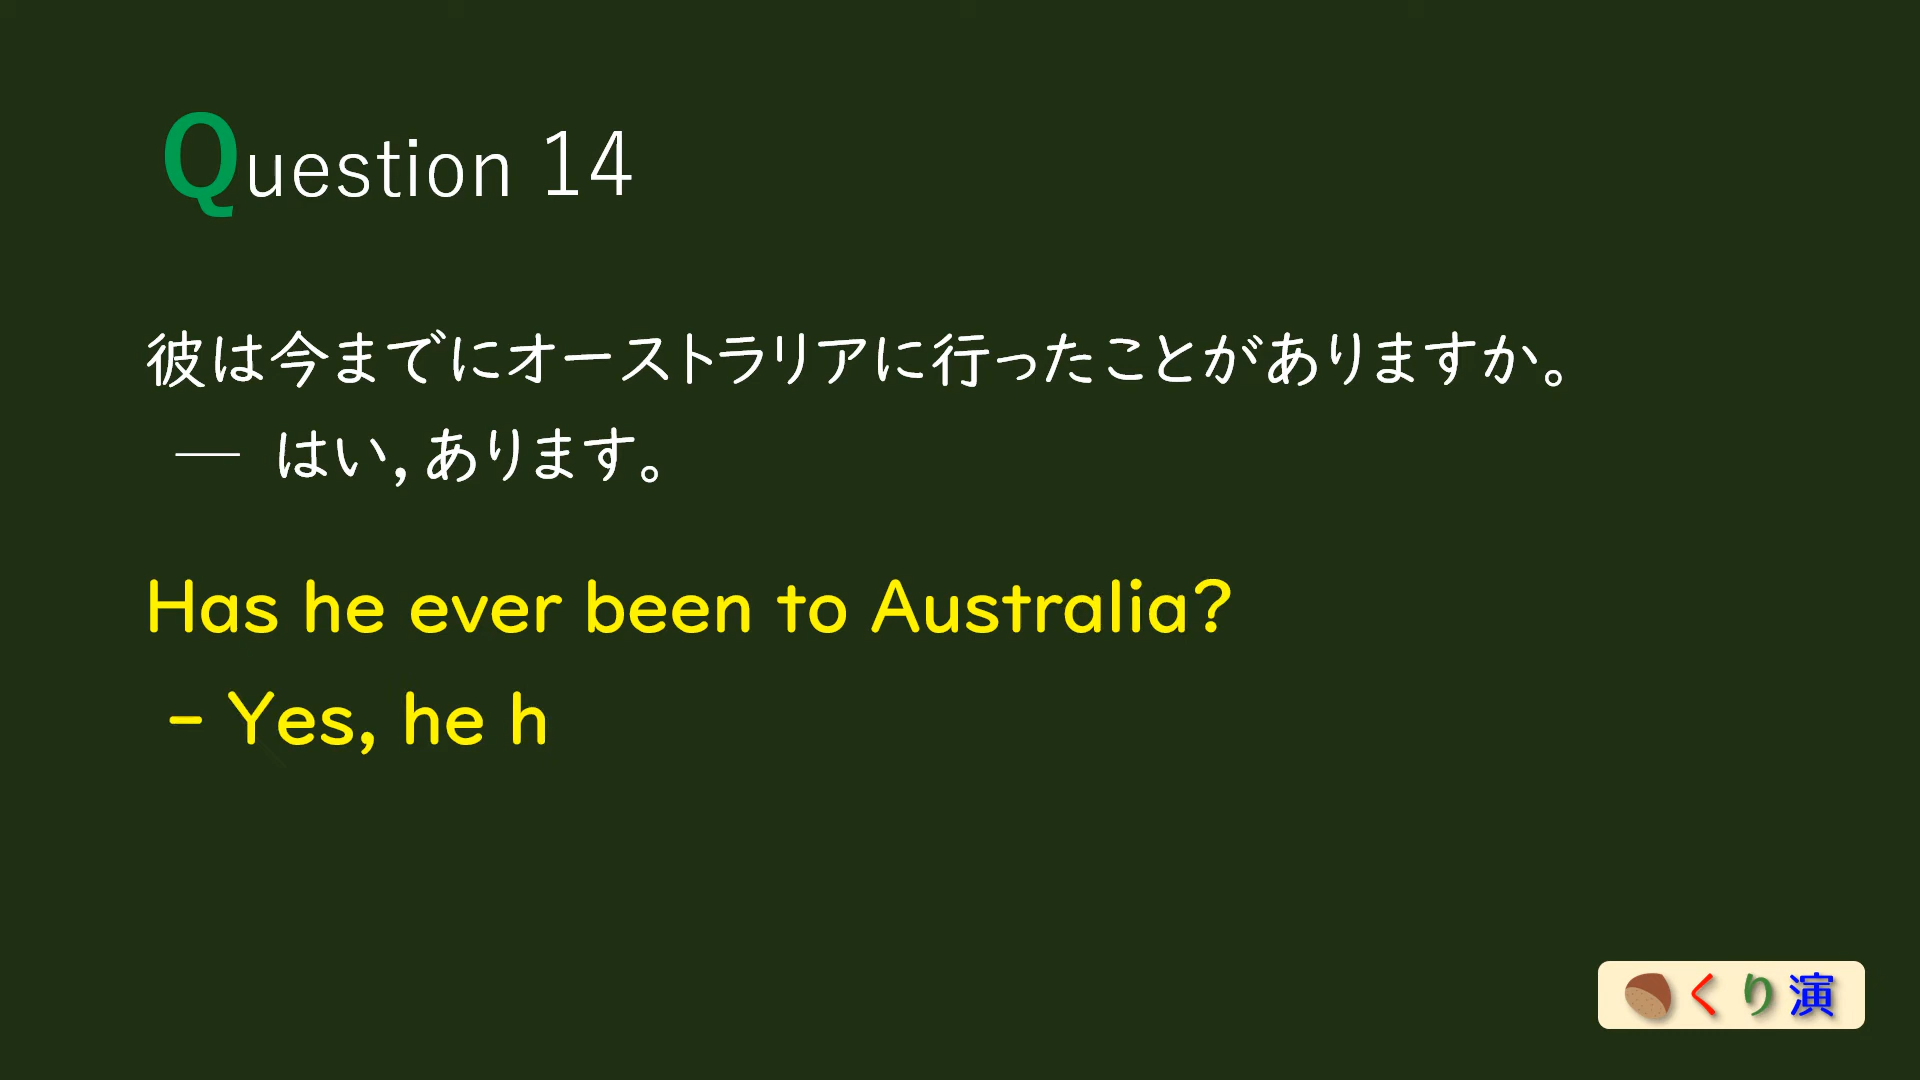 Question 14
彼は今までにオーストラリアに行ったことがありますか。
― はい，あります。
Has he ever been to Australia?
– Yes, he h
くり演